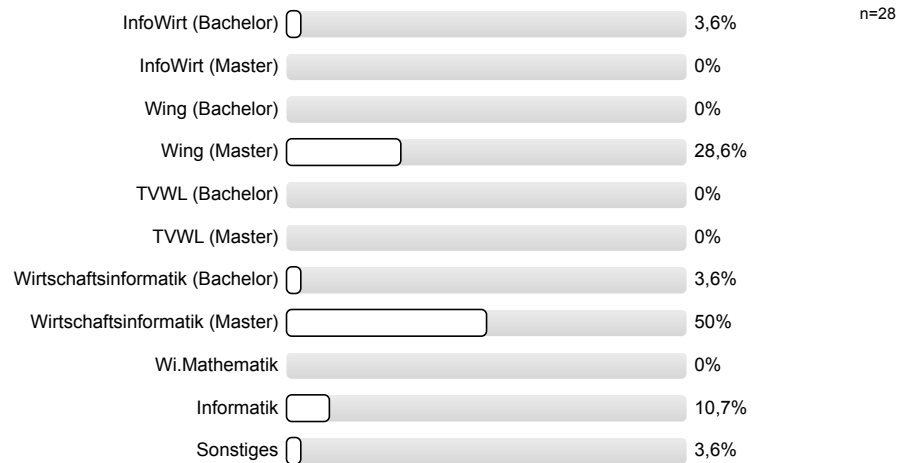 InfoWirt (Bachelor) 3,6% n=28
InfoWirt (Master) 0%
Wing (Bachelor) 0%
Wing (Master) 28,6%
TVWL (Bachelor) 0%
TVWL (Master) 0%
Wirtschaftsinformatik (Bachelor) 3,6%
Wirtschaftsinformatik (Master) 50%
Wi.Mathematik 0%
Informatik 10,7%
Sonstiges 3,6%